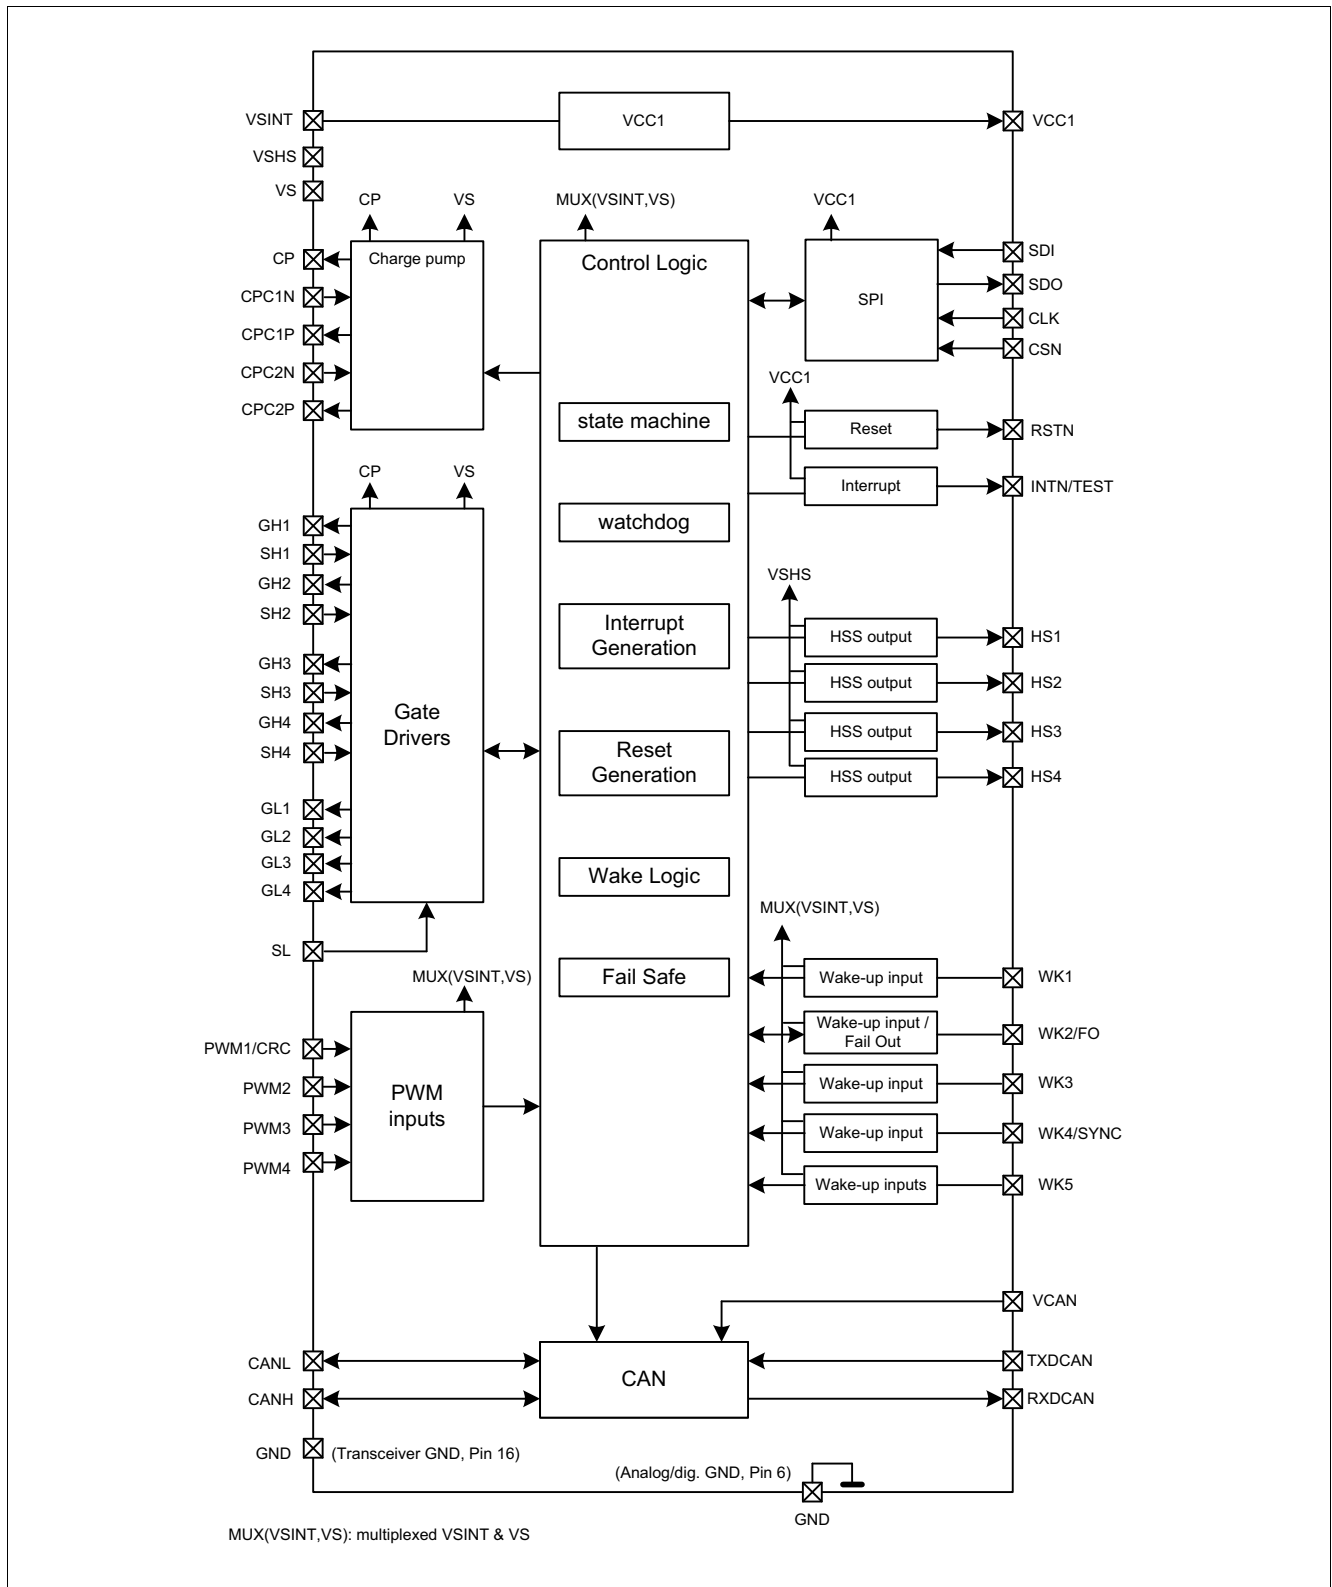 VSINT
VCC1
VCC1
VSHS
VS
CP
VS
MUX(VSINT,VS)
VCC1
CP
Charge pump
Control Logic
SDI
CPC1N
SDO
SPI
CPC1P
CLK
CSN
CPC2N
VCC1
CPC2P
state machine
Reset
RSTN
CP
VS
Interrupt
INTN/TEST
GH1
watchdog
SH1
GH2
VSHS
SH2
Interrupt
Generation
HSS output
HS1
GH3
HSS output
HS2
SH3
Gate
Drivers
GH4
HSS output
HS3
SH4
Reset
Generation
HSS output
HS4
GL1
GL2
GL3
Wake Logic
GL4
MUX(VSINT,VS)
SL
MUX(VSINT,VS)
Fail Safe
Wake-up input
WK1
PWM1/CRC
Wake-up input /
Fail Out
WK2/FO
PWM2
PWM
inputs
Wake-up input
WK3
PWM3
Wake-up input
WK4/SYNC
PWM4
Wake-up inputs
WK5
VCAN
CANL
CAN
TXDCAN
CANH
RXDCAN
GND
(Transceiver GND, Pin 16)
(Analog/dig. GND, Pin 6)
GND
MUX(VSINT,VS): multiplexed VSINT & VS